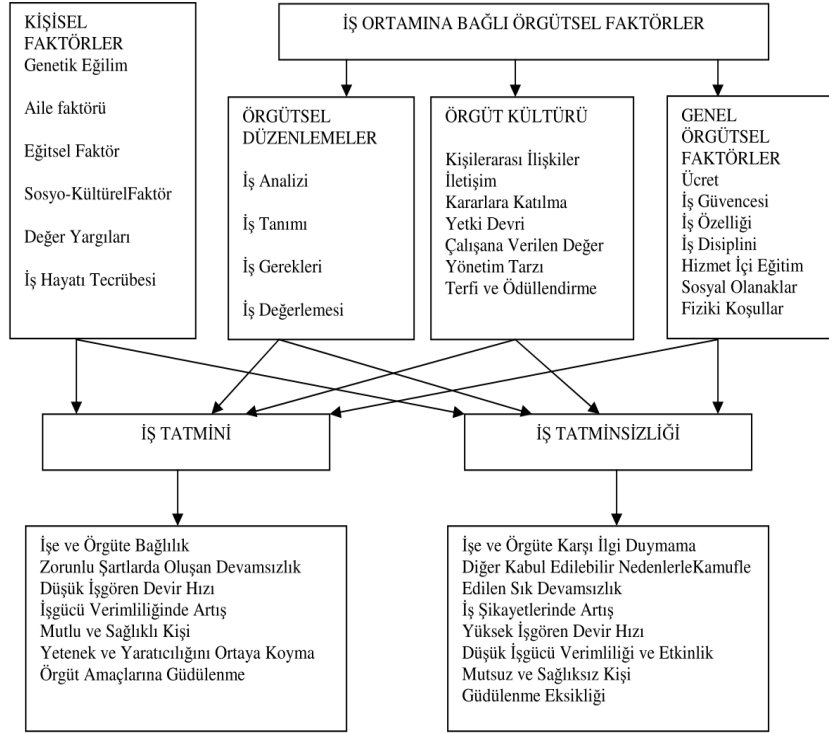 KİŞİSEL
FAKTÖRLER
Genetik Eğilim
Aile faktörü
Eğitsel Faktör
Sosyo-KültürelFaktör
Değer Yargıları
İş Hayatı Tecrübesi
İŞ ORTAMINA BAĞLI ÖRGÜTSEL FAKTÖRLER
ÖRGÜTSEL
DÜZENLEMELER
İş Analizi
İş Tanımı
İş Gerekleri
İş Değerlemesi
ÖRGÜT KÜLTÜRÜ
Kişilerarası İlişkiler
İletişim
Kararlara Katılma
Yetki Devri
Çalışana Verilen Değer
Yönetim Tarzı
Terfi ve Ödüllendirme
GENEL
ÖRGÜTSEL
FAKTÖRLER
Ücret
İş Güvencesi
İş Özelliği
İş Disiplini
Hizmet İçi Eğitim
Sosyal Olanaklar
Fiziki Koşullar
İŞ TATMİNİ
İŞ TATMİNSİZLİĞİ
İşe ve Örgüte Bağlılık
Zorunlu Şartlarda Oluşan Devamsızlık
Düşük İşgören Devir Hızı
İşgücü Verimliliğinde Artış
Mutlu ve Sağlıklı Kişi
Yetenek ve Yaratıcılığını Ortaya Koyma
Örgüt Amaçlarına Güdülenme
İşe ve Örgüte Karşı İlgi Duymama
Diğer Kabul Edilebilir NedenlerleKamufle
Edilen Sık Devamsızlık
İş Şikayetlerinde Artış
Yüksek İşgören Devir Hızı
Düşük İşgücü Verimliliği ve Etkinlik
Mutsuz ve Sağlıksız Kişi
Güdülenme Eksikliği